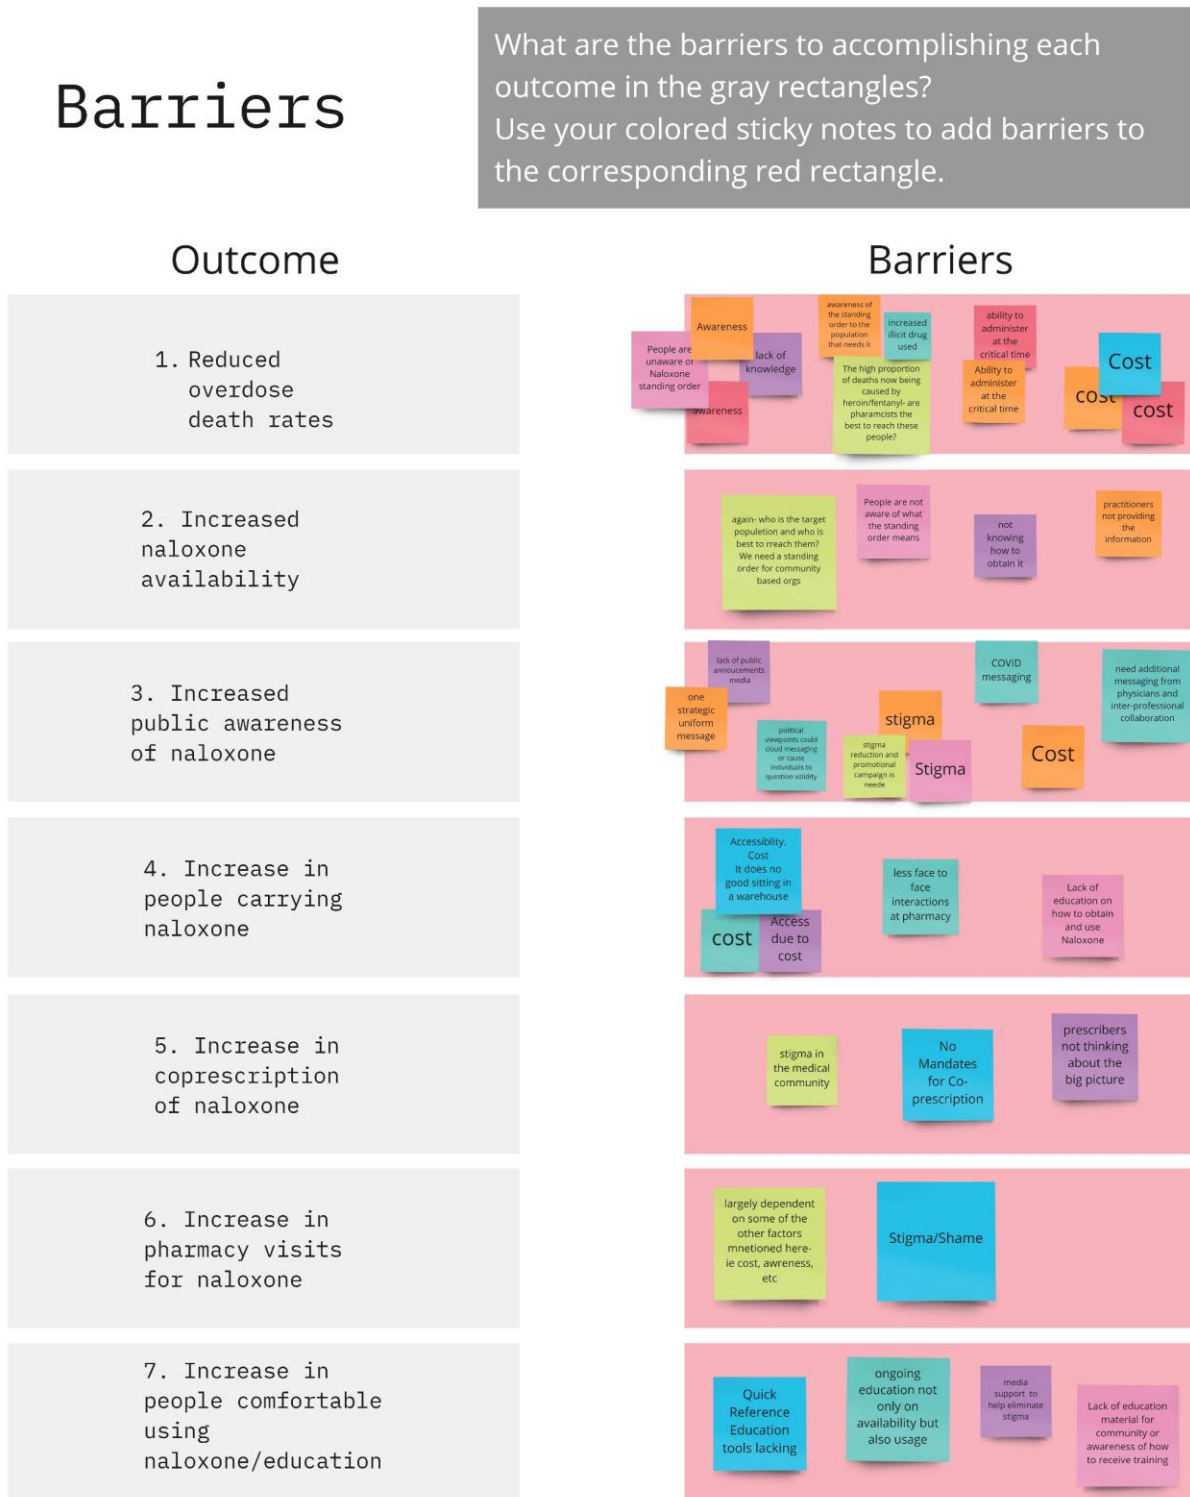 Barriers
What are the barriers to accomplishing each
outcome in the gray rectangles?
Use your colored sticky notes to add barriers to
the corresponding red rectangle.
Outcome
Barriers
1. Reduced
overdose
death rates
People are
unaware of
Naloxone
standing order
Awareness
lack of
knowledge
awareness
awareness of
the standing
order to the
population
that needs it
increased
illicit drug
used
The high proportion
of deaths now being
caused by
heroin/fentanyl- are
pharamcists the
best to reach these
people?
ability to
administer
at the
critical time
Ability to
administer
at the
critical time
cost
Cost
cost
2. Increased
naloxone
availability
again- who is the target
populetion and who is
best to rreach them?
We need a standing
order for community
based orgs
People are not
aware of what
the standing
order means
not
knowing
how to
obtain it
practitioners
not providing
the
information
3. Increased
public awareness
of naloxone
lack of public
annoucements
media
one
strategic
uniform
message
political
viewpoints could
cloud messaging
or cause
individuals to
question validity
stigma
stigma
reduction and
promotional
campaign is
neede
Stigma
COVID
messaging
Cost
need additional
messaging from
physicians and
inter-professional
collaboration
4. Increase in
people carrying
naloxone
Accessiblity.
Cost
It does no
good sitting in
a warehouse
cost
Access
due to
cost
less face to
face
interactions
at pharmacy
Lack of
education on
how to obtain
and use
Naloxone
5. Increase in
coprescription
of naloxone
stigma in
the medical
community
No
Mandates
for Co-
prescription
prescribers
not thinking
about the
big picture
6. Increase in
pharmacy visits
for naloxone
largely dependent
on some of the
other factors
mnetioned here-
ie cost, awreness,
etc
Stigma/Shame
7. Increase in
people comfortable
using
naloxone/education
Quick
Reference
Education
tools lacking
ongoing
education not
only on
availability but
also usage
media
support to
help eliminate
stigma
Lack of education
material for
community or
awareness of how
to receive training